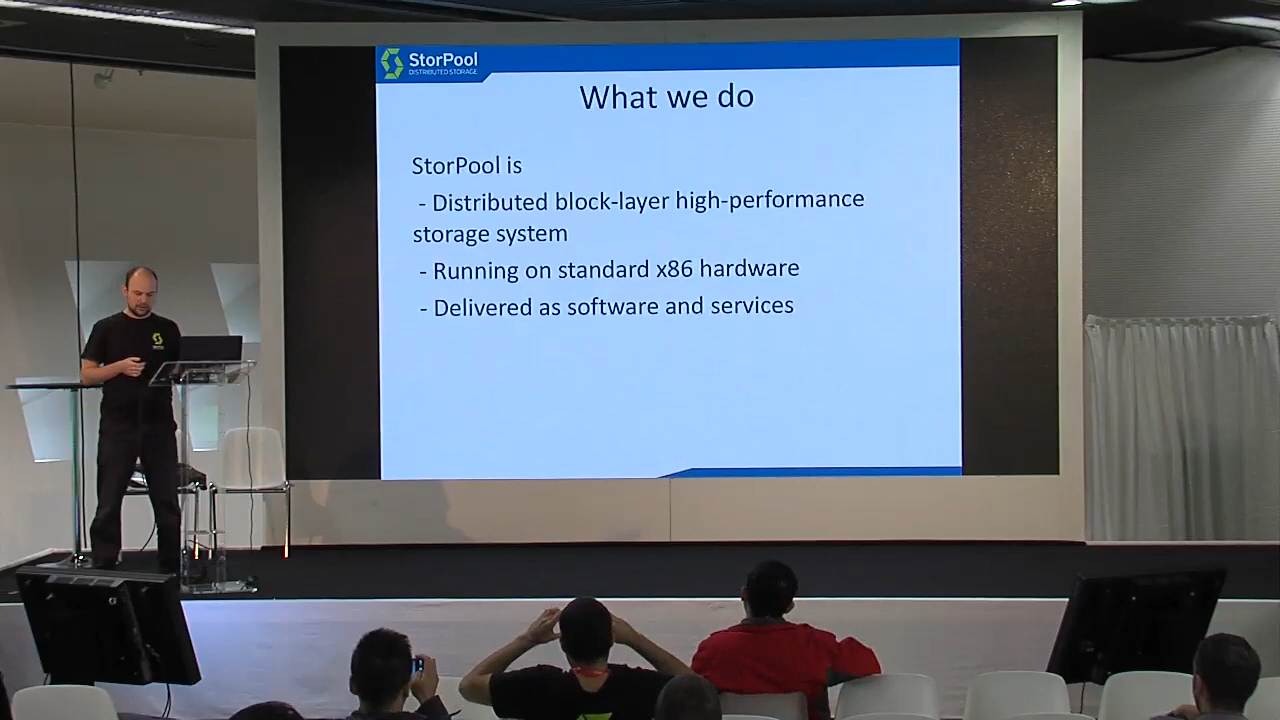 StorPool
DISTRIBUTED STORAGE
What we do
StorPool is
- Distributed block-layer high-performance
storage system
- Running on standard x86 hardware
- Delivered as software and services